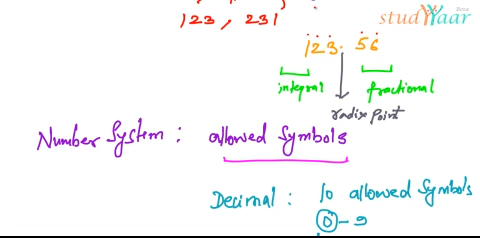 123, 231
studYaar
123.56
integral fractional
radix point
Number System: allowed Symbols
Decimal: 10 allowed Symbols
0-9